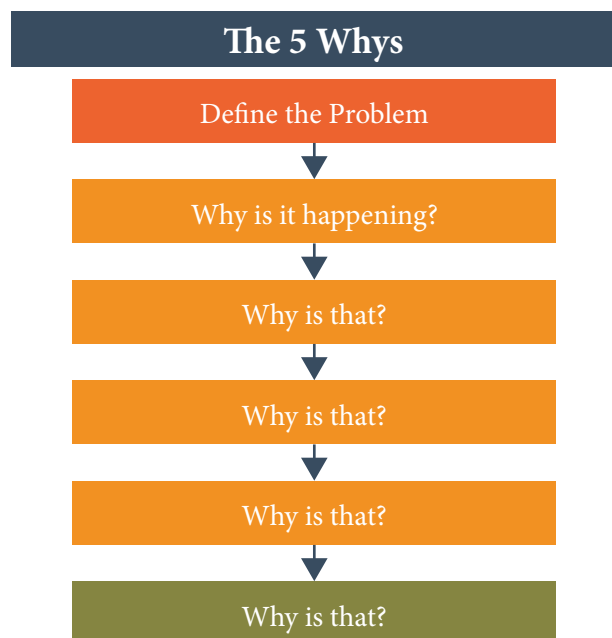 The 5 Whys
Define the Problem
Why is it happening?
Why is that?
Why is that?
Why is that?
Why is that?